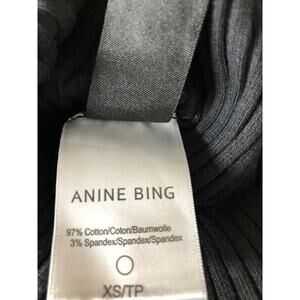 ANINE BING
97% Cotton/Coton/Baumwolle
3% Spandex/Spandex/Spandex
XS/TP